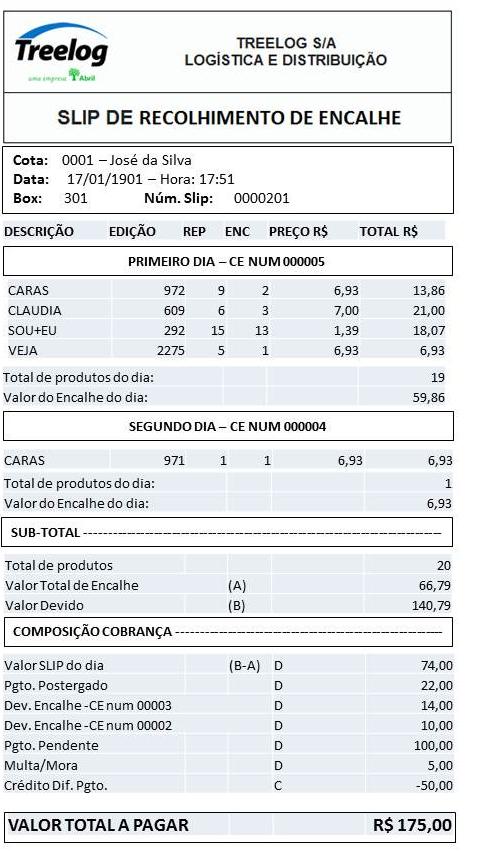 Treelog
uma empresa Abril
TREELOG S/A
LOGÍSTICA E DISTRIBUIÇÃO
SLIP DE RECOLHIMENTO DE ENCALHE
Cota: 0001 – José da Silva
Data: 17/01/1901 – Hora: 17:51
Box: 301 Núm. Slip: 0000201
DESCRIÇÃO EDIÇÃO REP ENC PREÇO R$ TOTAL R$
PRIMEIRO DIA – CE NUM 000005
CARAS 972 9 2 6,93 13,86
CLAUDIA 609 6 3 7,00 21,00
SOU+EU 292 15 13 1,39 18,07
VEJA 2275 5 1 6,93 6,93
Total de produtos do dia: 19
Valor do Encalhe do dia: 59,86
SEGUNDO DIA – CE NUM 000004
CARAS 971 1 1 6,93 6,93
Total de produtos do dia: 1
Valor do Encalhe do dia: 6,93
SUB-TOTAL ----------------------------------------------------------------
Total de produtos 20
Valor Total de Encalhe (A) 66,79
Valor Devido (B) 140,79
COMPOSIÇÃO COBRANÇA ------------------------------------------------
Valor SLIP do dia (B-A) D 74,00
Pgto. Postergado D 22,00
Dev. Encalhe -CE num 00003 D 14,00
Dev. Encalhe -CE num 00002 D 10,00
Pgto. Pendente D 100,00
Multa/Mora D 5,00
Crédito Dif. Pgto. C -50,00
VALOR TOTAL A PAGAR R$ 175,00